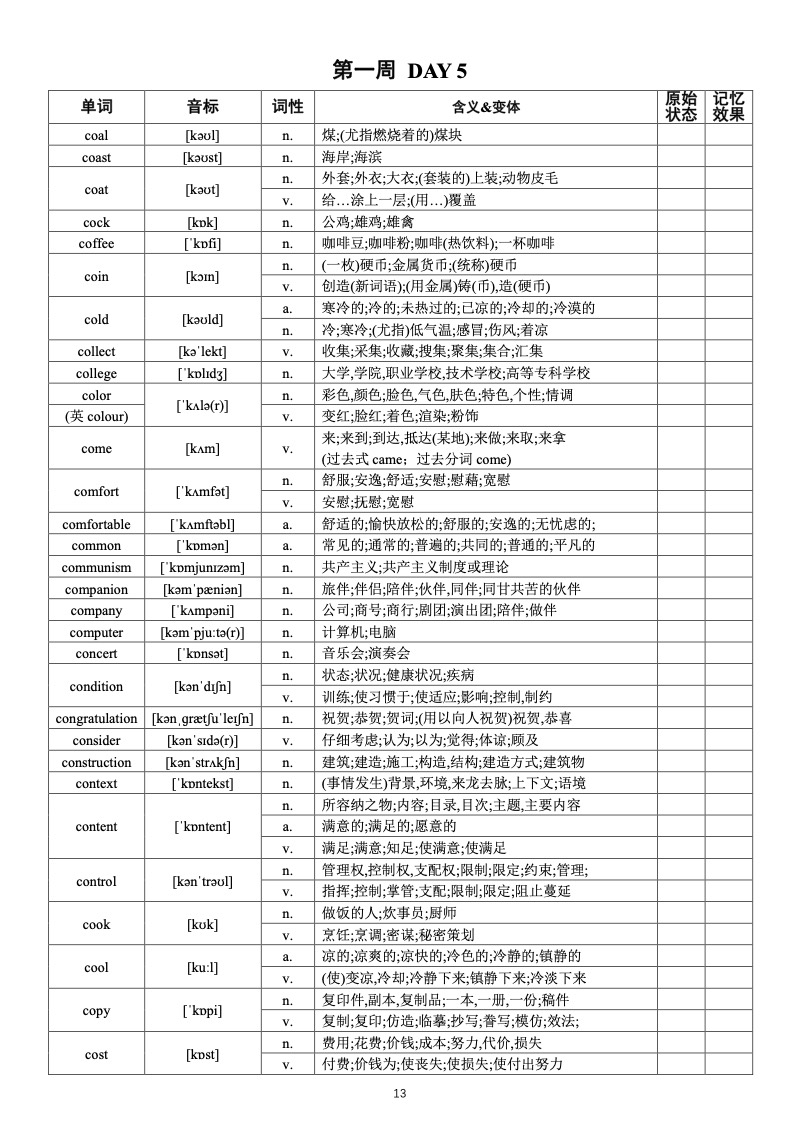 第一周 DAY 5
单词 音标 词性 含义&变体 原始状态 记忆效果
coal [kəʊl] n. 煤;(尤指燃烧着的)煤块
coast [kəʊst] n. 海岸;海滨
coat [kəʊt] n. 外套;外衣;大衣;(套装的)上装;动物皮毛
v. 给…涂上一层;(用…)覆盖
cock [kɒk] n. 公鸡;雄鸡;雄禽
coffee [ˈkɒfi] n. 咖啡豆;咖啡粉;咖啡(热饮料);一杯咖啡
coin [kɔɪn] n. (一枚)硬币;金属货币;(统称)硬币
v. 创造(新词语);(用金属)铸(币),造(硬币)
cold [kəʊld] a. 寒冷的;冷的;未热过的;已凉的;冷却的;冷漠的
n. 冷;寒冷;(尤指)低气温;感冒;伤风;着凉
collect [kəˈlekt] v. 收集;采集;收藏;搜集;聚集;集合;汇集
college [ˈkɒlɪdʒ] n. 大学,学院,职业学校,技术学校;高等专科学校
color [ˈkʌlə(r)] n. 彩色,颜色;脸色,气色,肤色;特色,个性;情调
(英 colour) v. 变红;脸红;着色;渲染;粉饰
come [kʌm] v. 来;来到;到达,抵达(某地);来做;来取;来拿
(过去式 came；过去分词 come)
comfort [ˈkʌmfət] n. 舒服;安逸;舒适;安慰;慰藉;宽慰
v. 安慰;抚慰;宽慰
comfortable [ˈkʌmftəbl] a. 舒适的;愉快放松的;舒服的;安逸的;无忧虑的;
common [ˈkɒmən] a. 常见的;通常的;普遍的;共同的;普通的;平凡的
communism [ˈkɒmjunɪzəm] n. 共产主义;共产主义制度或理论
companion [kəmˈpæniən] n. 旅伴;伴侣;陪伴;伙伴,同伴;同甘共苦的伙伴
company [ˈkʌmpəni] n. 公司;商号;商行;剧团;演出团;陪伴;做伴
computer [kəmˈpjuːtə(r)] n. 计算机;电脑
concert [ˈkɒnsət] n. 音乐会;演奏会
condition [kənˈdɪʃn] n. 状态;状况;健康状况;疾病
v. 训练;使习惯于;使适应;影响;控制,制约
congratulation [kənˌɡrætʃuˈleɪʃn] n. 祝贺;恭贺;贺词;(用以向人祝贺)祝贺,恭喜
consider [kənˈsɪdə(r)] v. 仔细考虑;认为;以为;觉得;体谅;顾及
construction [kənˈstrʌkʃn] n. 建筑;建造;施工;构造,结构;建造方式;建筑物
context [ˈkɒntekst] n. (事情发生)背景,环境,来龙去脉;上下文;语境
content [ˈkɒntent] n. 所容纳之物;内容;目录,目次;主题,主要内容
a. 满意的;满足的;愿意的
v. 满足;满意;知足;使满意;使满足
control [kənˈtrəʊl] n. 管理权,控制权,支配权;限制;限定;约束;管理;
v. 指挥;控制;掌管;支配;限制;限定;阻止蔓延
cook [kʊk] n. 做饭的人;炊事员;厨师
v. 烹饪;烹调;密谋;秘密策划
cool [kuːl] a. 凉的;凉爽的;凉快的;冷色的;冷静的;镇静的
v. (使)变凉,冷却;冷静下来;镇静下来;冷淡下来
copy [ˈkɒpi] n. 复印件,副本,复制品;一本,一册,一份;稿件
v. 复制;复印;仿造;临摹;抄写;誊写;模仿;效法;
cost [kɒst] n. 费用;花费;价钱;成本;努力,代价,损失
v. 付费;价钱为;使丧失;使损失;使付出努力
13